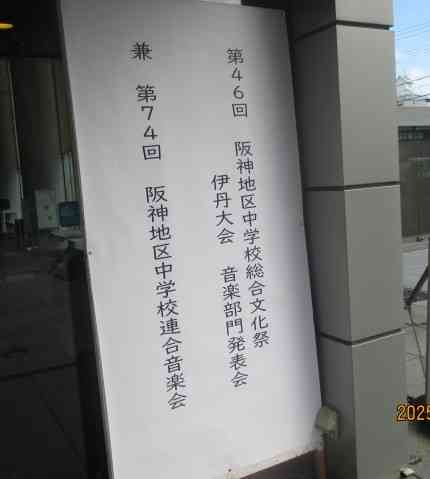 第46回　阪神地区中学校総合文化祭
伊丹大会　音楽部門発表会
兼　第74回　阪神地区中学校連合音楽会
2025